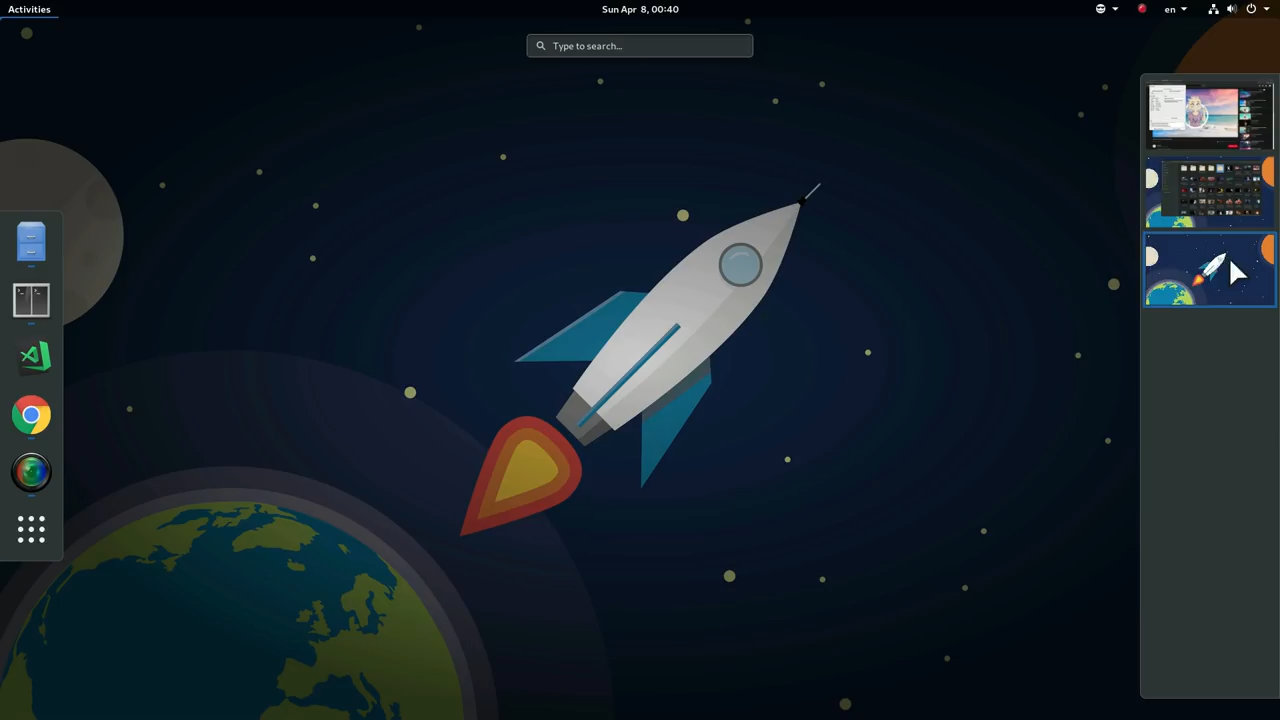 Activities
Sun Apr 8, 00:40
en
Type to search...